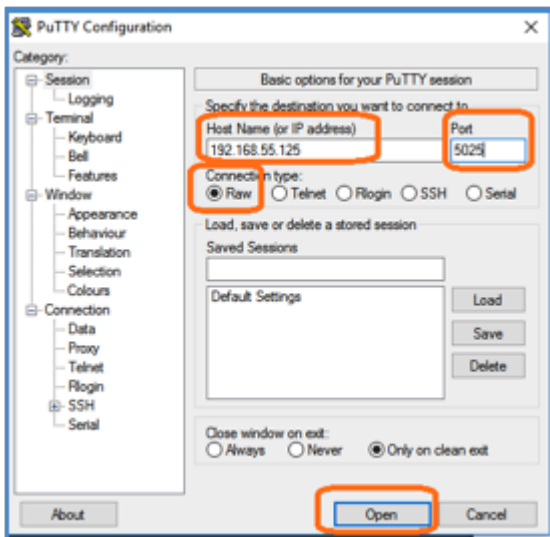 PuTTY Configuration
Category:
Session
Logging
Terminal
Keyboard
Bell
Features
Window
Appearance
Behaviour
Translation
Selection
Colours
Connection
Data
Proxy
Telnet
Rlogin
SSH
Serial
Basic options for your PuTTY session
Specify the destination you want to connect to
Host Name (or IP address) Port
192.168.55.125 5025
Connection type:
Raw Telnet Rlogin SSH Serial
Load, save or delete a stored session
Saved Sessions
Default Settings
Load
Save
Delete
Close window on exit:
Always Never Only on clean exit
About Open Cancel